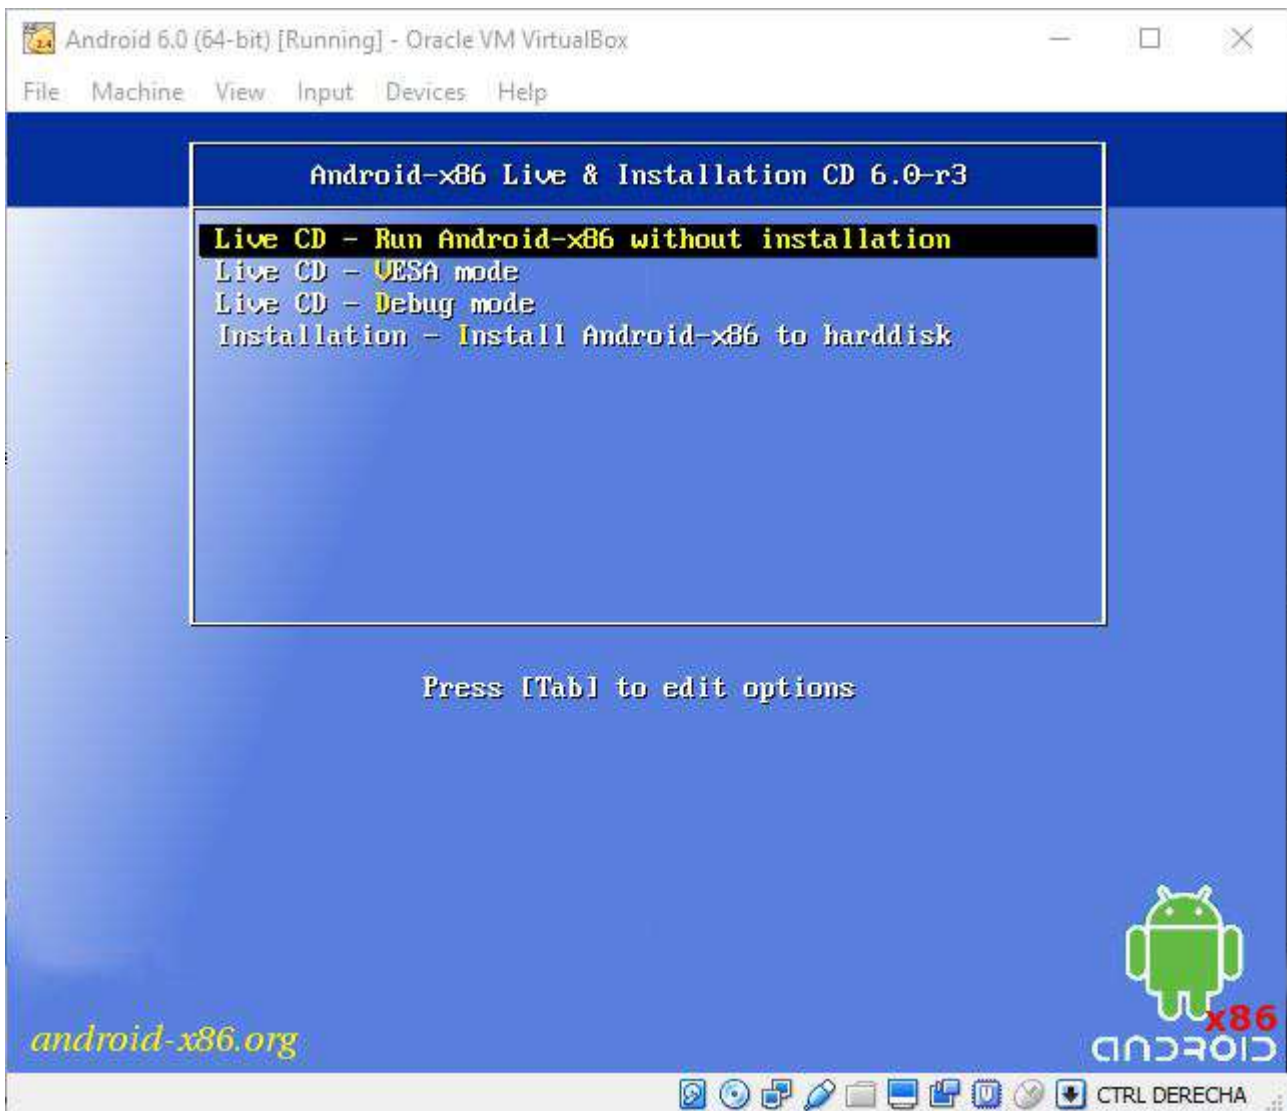 Android 6.0 (64-bit) [Running] - Oracle VM VirtualBox
File Machine View Input Devices Help
Android-x86 Live & Installation CD 6.0-r3
Live CD - Run Android-x86 without installation
Live CD - VESA mode
Live CD - Debug mode
Installation - Install Android-x86 to harddisk
Press [Tab] to edit options
android-x86.org
x86
ANDROID
CTRL DERECHA